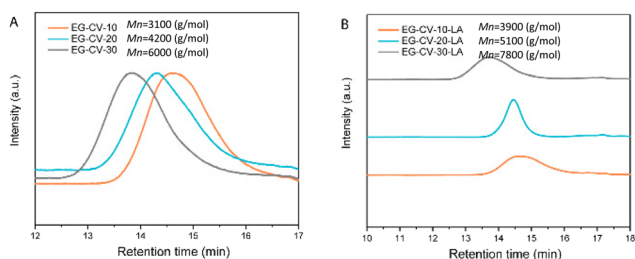 A
EG-CV-10 Mn=3100 (g/mol)
EG-CV-20 Mn=4200 (g/mol)
EG-CV-30 Mn=6000 (g/mol)
Intensity (a.u.)
12 13 14 15 16 17
Retention time (min)
B
EG-CV-10-LA Mn=3900 (g/mol)
EG-CV-20-LA Mn=5100 (g/mol)
EG-CV-30-LA Mn=7800 (g/mol)
Intensity (a.u.)
10 11 12 13 14 15 16 17 18
Retention time (min)